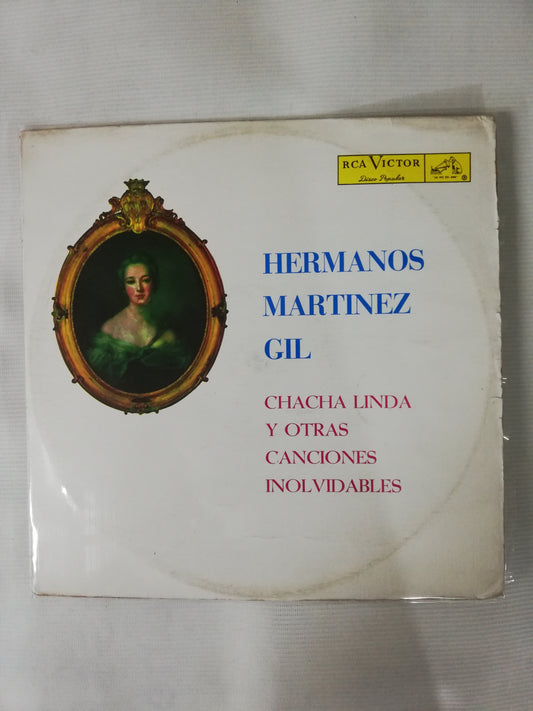 RCA VICTOR
Disco Popular
HERMANOS
MARTINEZ
GIL
CHACHA LINDA
Y OTRAS
CANCIONES
INOLVIDABLES